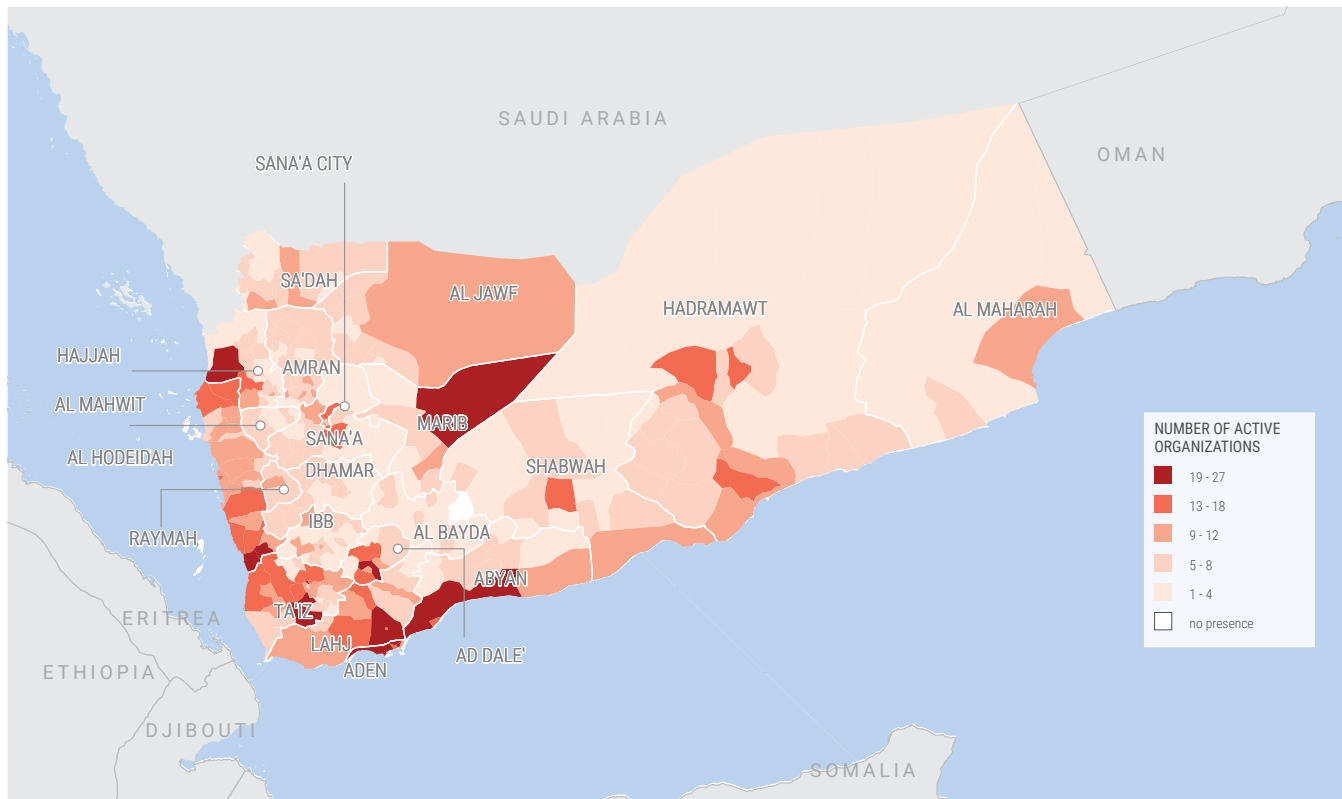 SAUDI ARABIA
OMAN
SANA'A CITY
SA'DAH
AL JAWF
HADRAMAWT
AL MAHARAH
HAJJAH
AMRAN
AL MAHWIT
MARIB
SANA'A
AL HODEIDAH
DHAMAR
SHABWAH
IBB
AL BAYDA
RAYMAH
ABYAN
TA'IZ
ERITREA
LAHJ
AD DALE'
ADEN
ETHIOPIA
DJIBOUTI
SOMALIA
NUMBER OF ACTIVE
ORGANIZATIONS
19 - 27
13 - 18
9 - 12
5 - 8
1 - 4
no presence